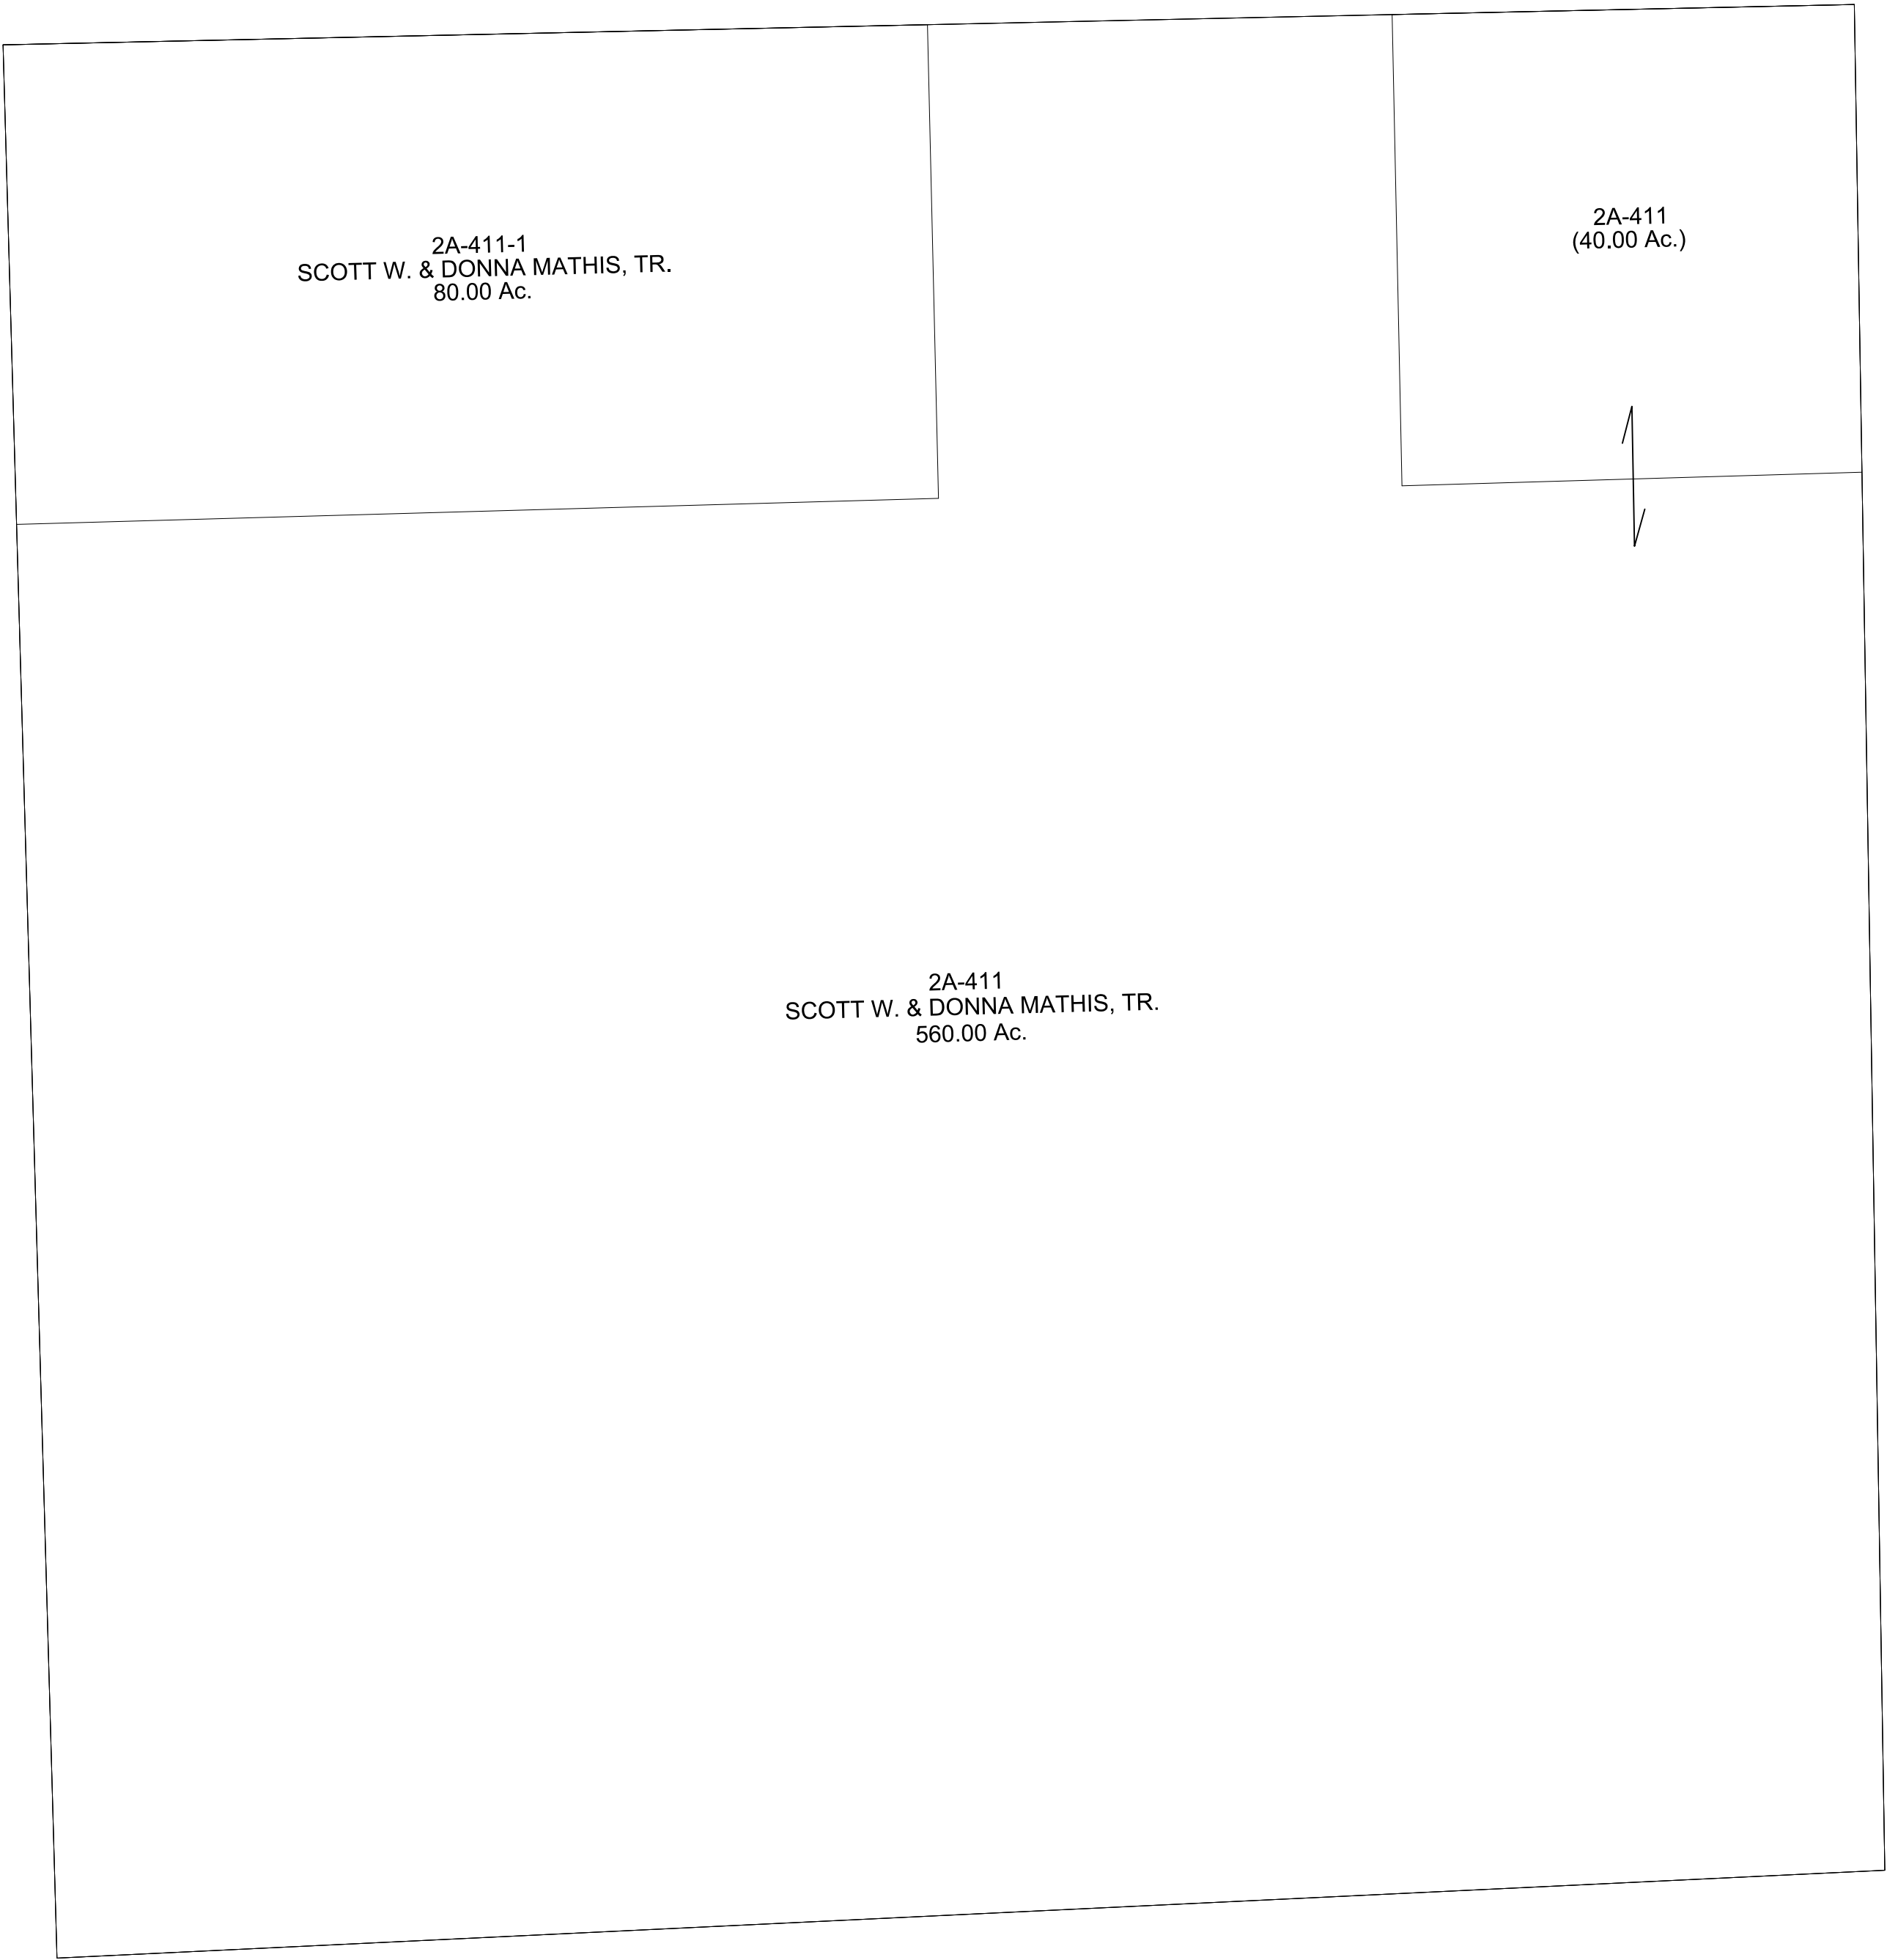 2A-411-1
SCOTT W. & DONNA MATHIS, TR.
80.00 Ac.
2A-411
(40.00 Ac.)
2A-411
SCOTT W. & DONNA MATHIS, TR.
560.00 Ac.